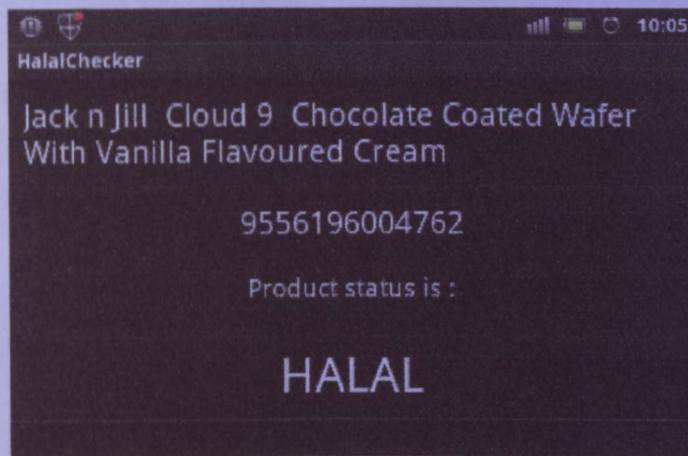 10:05
HalalChecker
Jack n Jill Cloud 9 Chocolate Coated Wafer
With Vanilla Flavoured Cream
9556196004762
Product status is :
HALAL